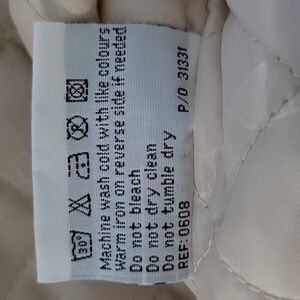 30°
Machine wash cold with like colours
Warm iron on reverse side if needed
Do not bleach
Do not dry clean
Do not tumble dry
REF: 0608 P/O 31331